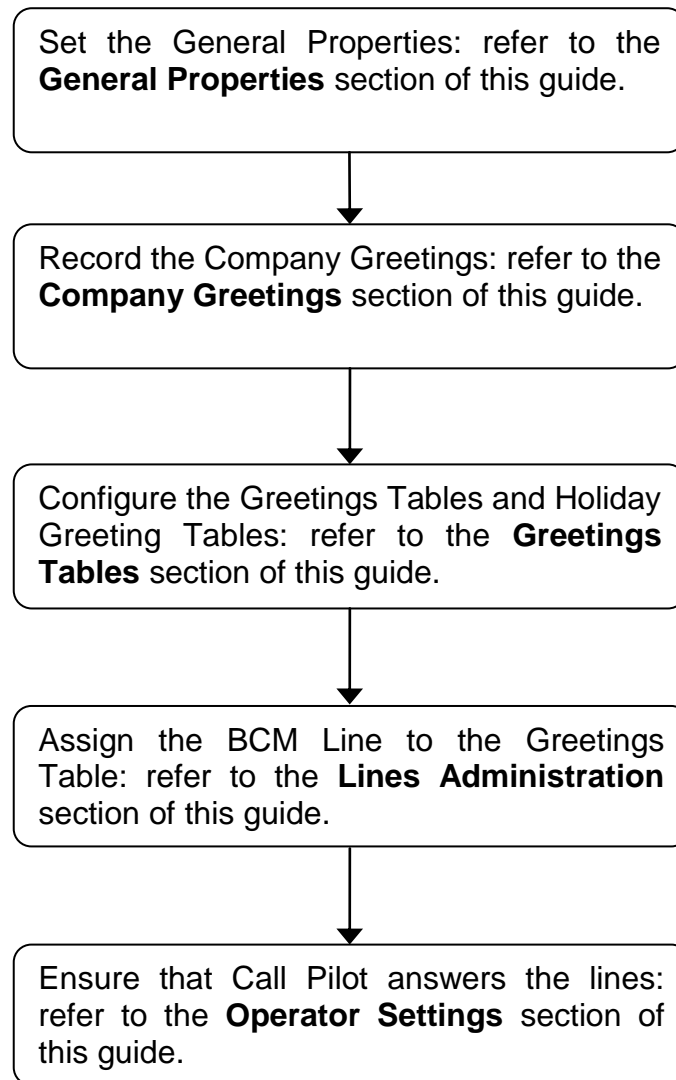 Set the General Properties: refer to the
General Properties section of this guide.
Record the Company Greetings: refer to the
Company Greetings section of this guide.
Configure the Greetings Tables and Holiday
Greeting Tables: refer to the Greetings
Tables section of this guide.
Assign the BCM Line to the Greetings
Table: refer to the Lines Administration
section of this guide.
Ensure that Call Pilot answers the lines:
refer to the Operator Settings section of
this guide.